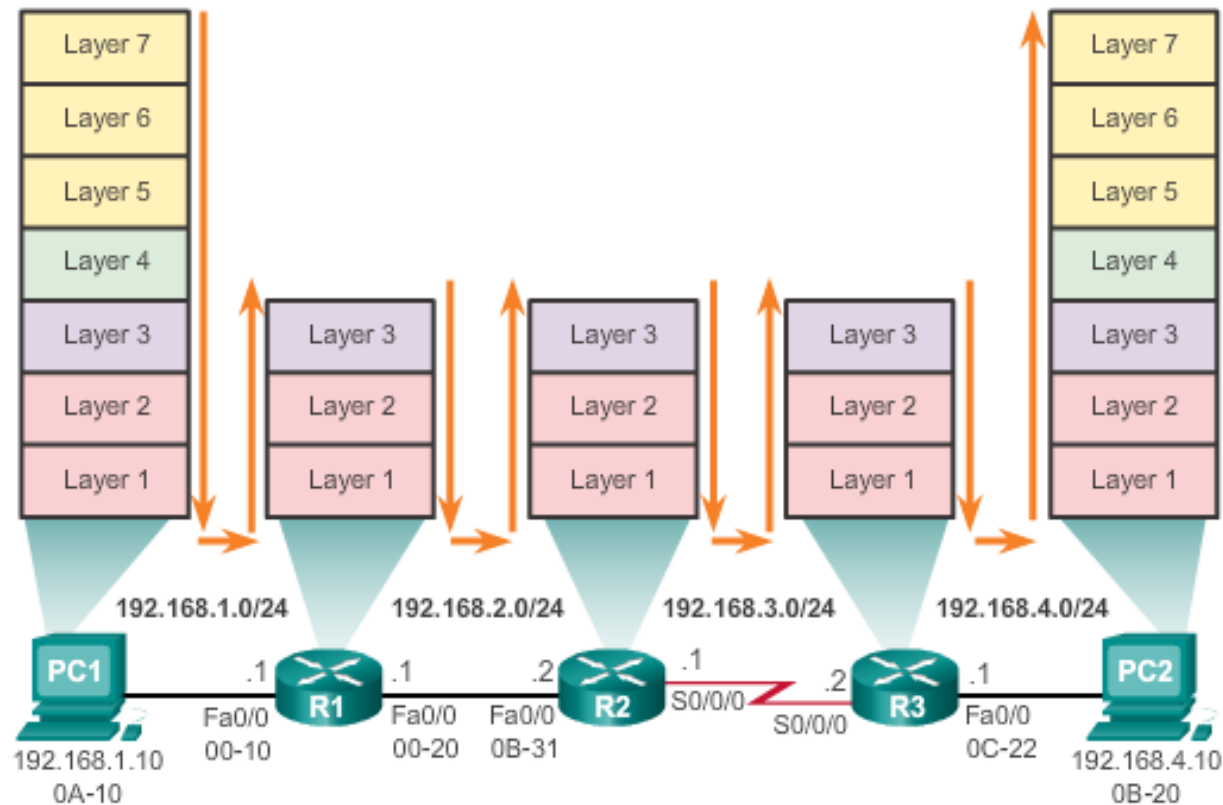 Layer 7
Layer 6
Layer 5
Layer 4
Layer 3
Layer 2
Layer 1
Layer 3
Layer 2
Layer 1
Layer 3
Layer 2
Layer 1
Layer 3
Layer 2
Layer 1
Layer 7
Layer 6
Layer 5
Layer 4
Layer 3
Layer 2
Layer 1
192.168.1.0/24
192.168.2.0/24
192.168.3.0/24
192.168.4.0/24
PC1
192.168.1.10
0A-10
.1
Fa0/0
00-10
R1
.1
Fa0/0
00-20
.2
Fa0/0
0B-31
R2
.1
S0/0/0
.2
S0/0/0
R3
.1
Fa0/0
0C-22
PC2
192.168.4.10
0B-20